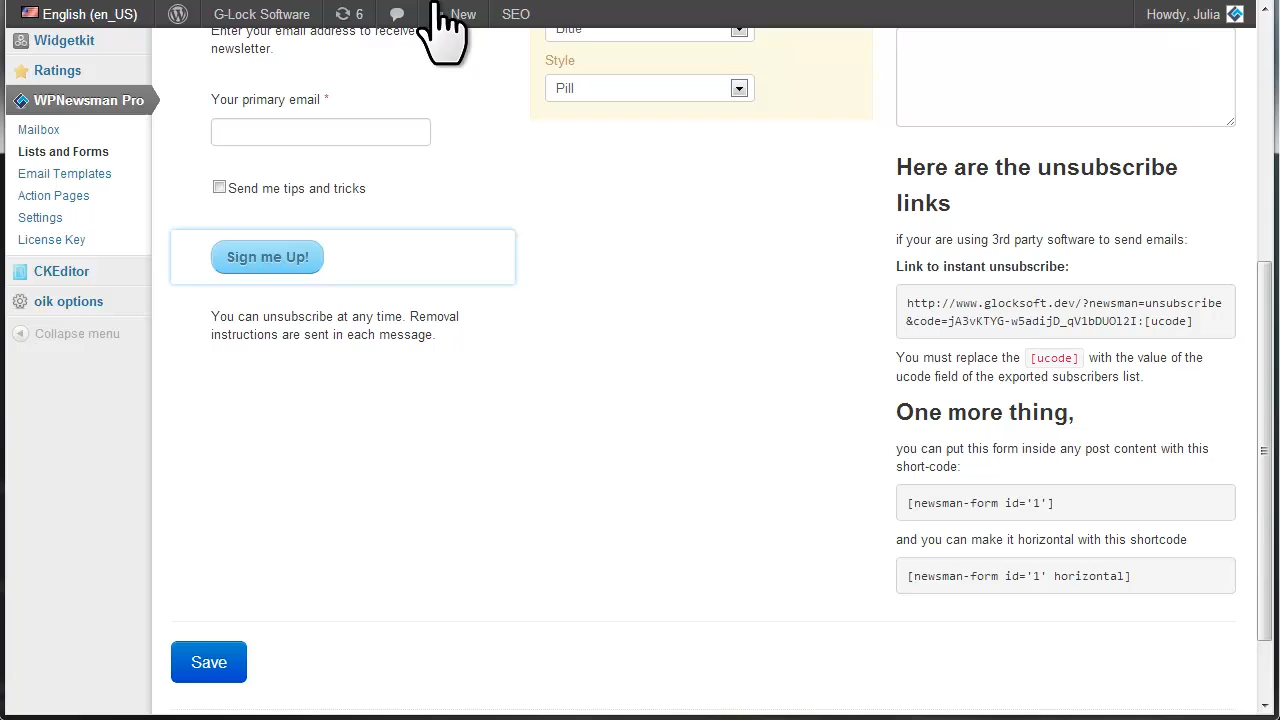 English (en_US)
G-Lock Software
6
New
SEO
Howdy, Julia
Widgetkit
Ratings
WPNewsman Pro
Mailbox
Lists and Forms
Email Templates
Action Pages
Settings
License Key
CKEditor
oik options
Collapse menu
Enter your email address to receive
newsletter.
Your primary email *
Send me tips and tricks
Sign me Up!
You can unsubscribe at any time. Removal
instructions are sent in each message.
Blue
Style
Pill
Here are the unsubscribe
links
if your are using 3rd party software to send emails:
Link to instant unsubscribe:
http://www.glocksoft.dev/?newsman=unsubscribe
&code=jA3vKTYG-w5adijD_qV1bDUOl2I:[ucode]
You must replace the [ucode] with the value of the
ucode field of the exported subscribers list.
One more thing,
you can put this form inside any post content with this
short-code:
[newsman-form id='1']
and you can make it horizontal with this shortcode
[newsman-form id='1' horizontal]
Save